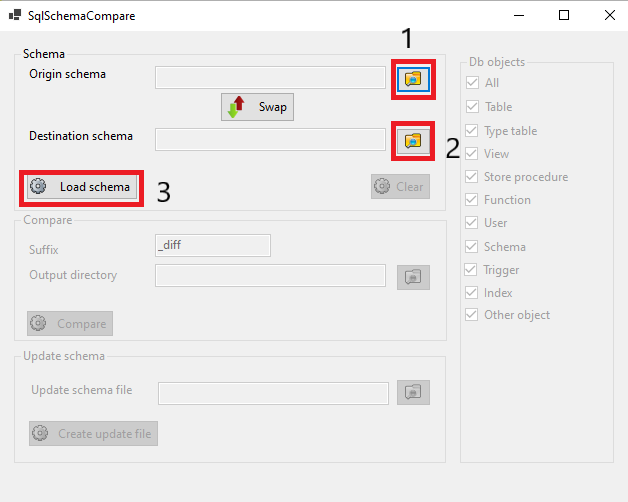 SqlSchemaCompare
1
Schema
Db objects
Origin schema
All
Swap
Table
Destination schema
Type table
2
View
Load schema
3
Clear
Store procedure
Function
Compare
User
Suffix
_diff
Schema
Output directory
Trigger
Index
Compare
Other object
Update schema
Update schema file
Create update file